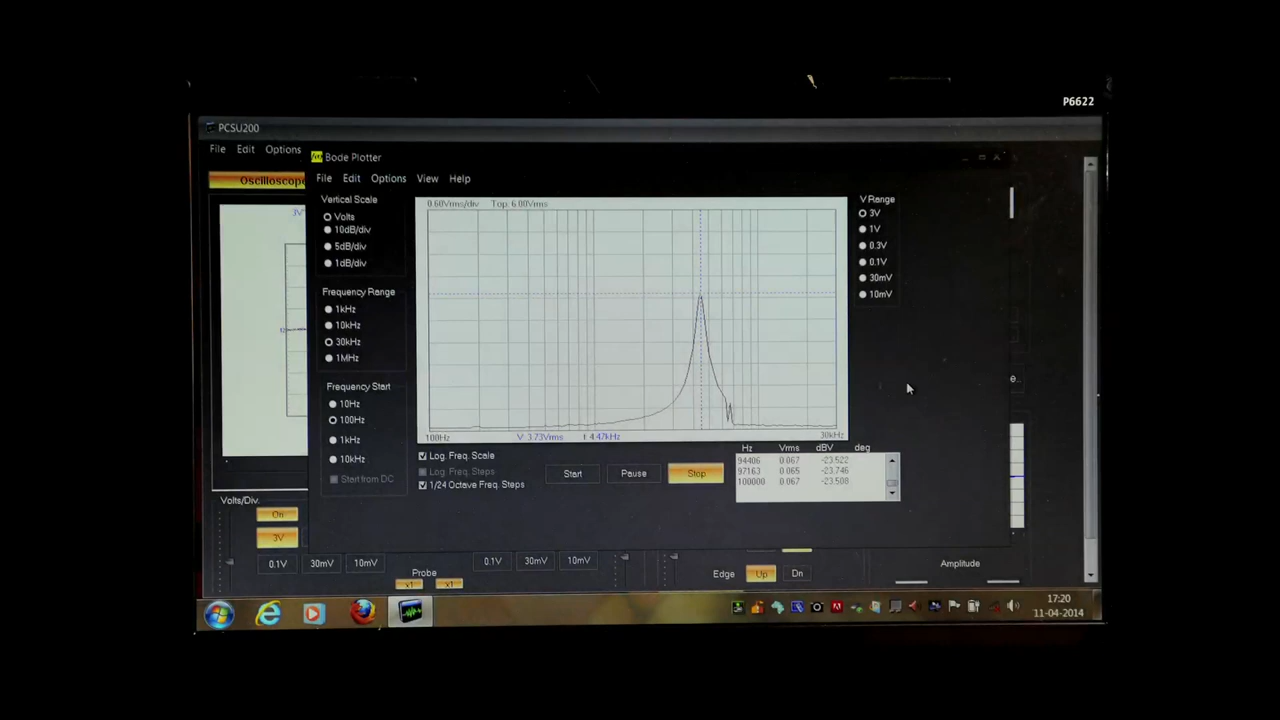 P6622
PCSU200
File Edit Options
Bode Plotter
File Edit Options View Help
Oscilloscope
3V
Vertical Scale
Volts
10dB/div
5dB/div
1dB/div
Frequency Range
1kHz
10kHz
30kHz
1MHz
Frequency Start
10Hz
100Hz
1kHz
10kHz
Start from DC
0.60Vrms/div Top: 6.00Vrms
100Hz V: 3.73Vrms f: 4.47kHz 30kHz
V Range
3V
1V
0.3V
0.1V
30mV
10mV
Log. Freq. Scale
Log. Freq. Steps
1/24 Octave Freq. Steps
Start Pause Stop
Hz Vrms dBV deg
94406 0.067 -23.522
97163 0.065 -23.746
100000 0.067 -23.508
e...
Volts/Div.
On
3V
0.1V 30mV 10mV
0.1V 30mV 10mV
Probe
x1 x1
Edge Up Dn
Amplitude
17:20
11-04-2014